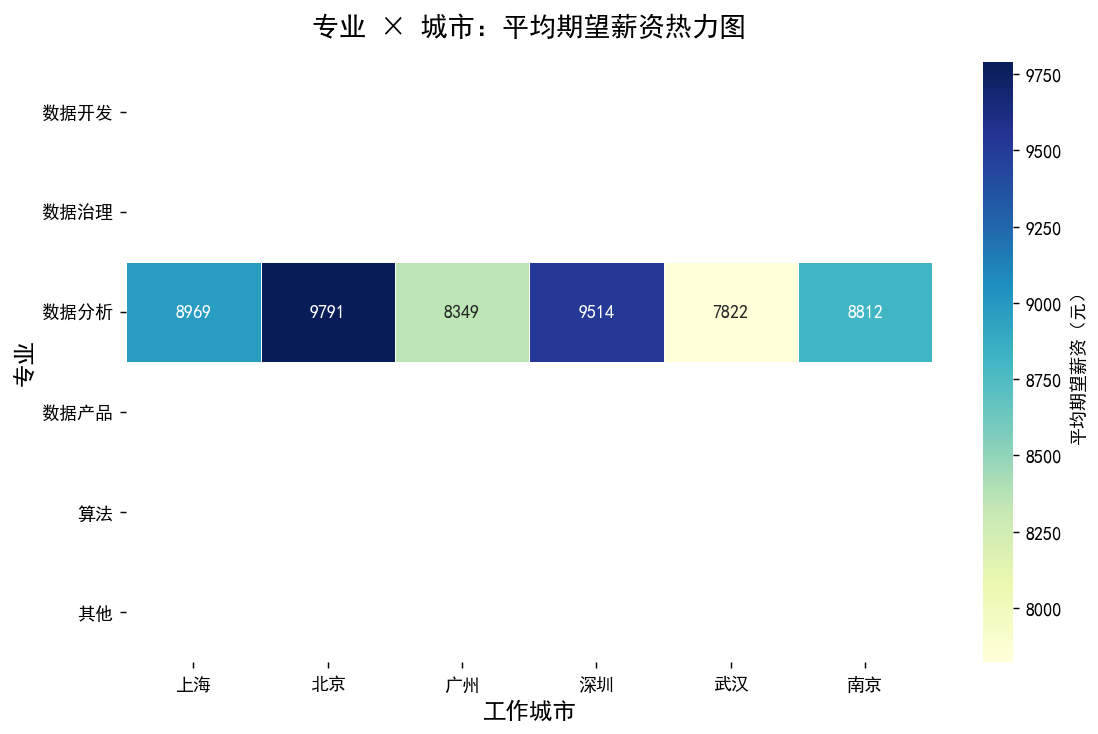 专业 × 城市：平均期望薪资热力图
数据开发
数据治理
数据分析
数据产品
算法
其他
专业
8969 9791 8349 9514 7822 8812
上海 北京 广州 深圳 武汉 南京
工作城市
9750
9500
9250
9000
8750
8500
8250
8000
平均期望薪资（元）